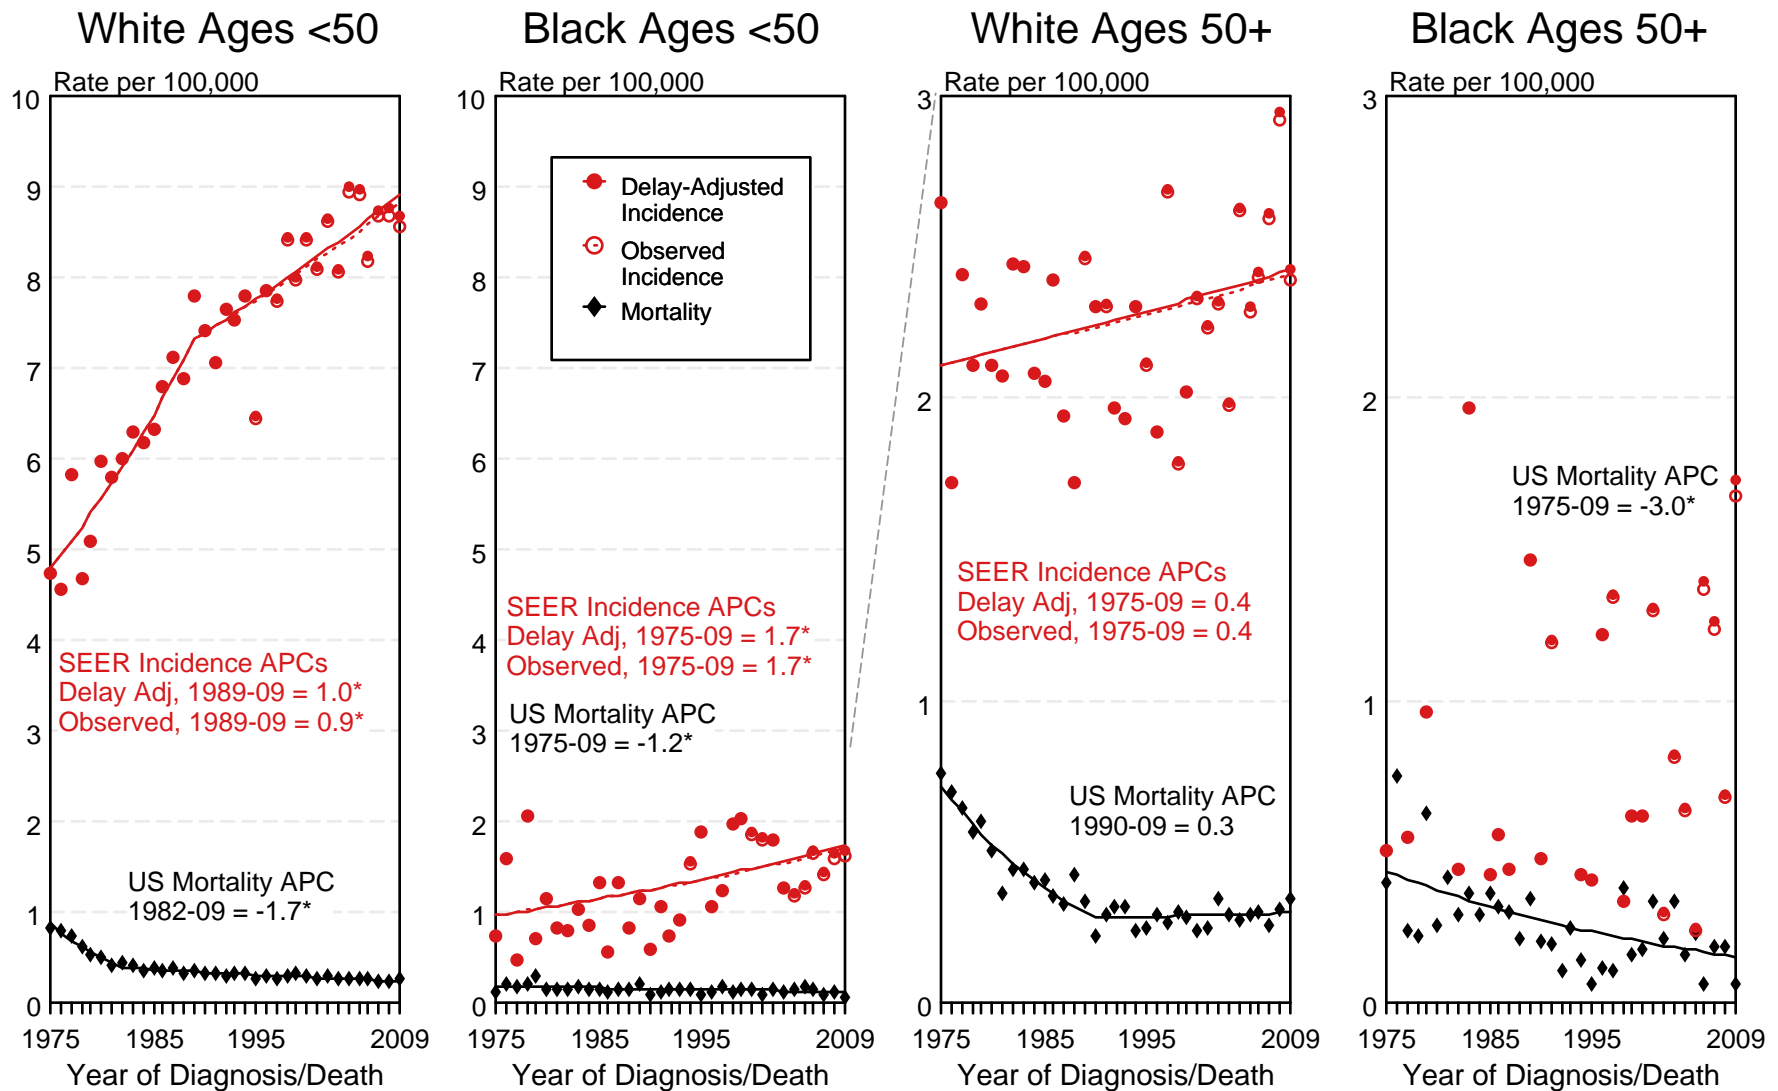 White Ages <50
Black Ages <50
White Ages 50+
Black Ages 50+
Rate per 100,000
10
9
8
7
6
5
4
3
2
1
0
SEER Incidence APCs
Delay Adj, 1989-09 = 1.0*
Observed, 1989-09 = 0.9*
US Mortality APC
1982-09 = -1.7*
1975
1985
1995
2009
Year of Diagnosis/Death
Rate per 100,000
10
9
8
7
6
5
4
3
2
1
0
Delay-Adjusted
Incidence
Observed
Incidence
Mortality
SEER Incidence APCs
Delay Adj, 1975-09 = 1.7*
Observed, 1975-09 = 1.7*
US Mortality APC
1975-09 = -1.2*
1975
1985
1995
2009
Year of Diagnosis/Death
Rate per 100,000
3
2
1
0
SEER Incidence APCs
Delay Adj, 1975-09 = 0.4
Observed, 1975-09 = 0.4
US Mortality APC
1990-09 = 0.3
1975
1985
1995
2009
Year of Diagnosis/Death
Rate per 100,000
3
2
1
0
US Mortality APC
1975-09 = -3.0*
1975
1985
1995
2009
Year of Diagnosis/Death